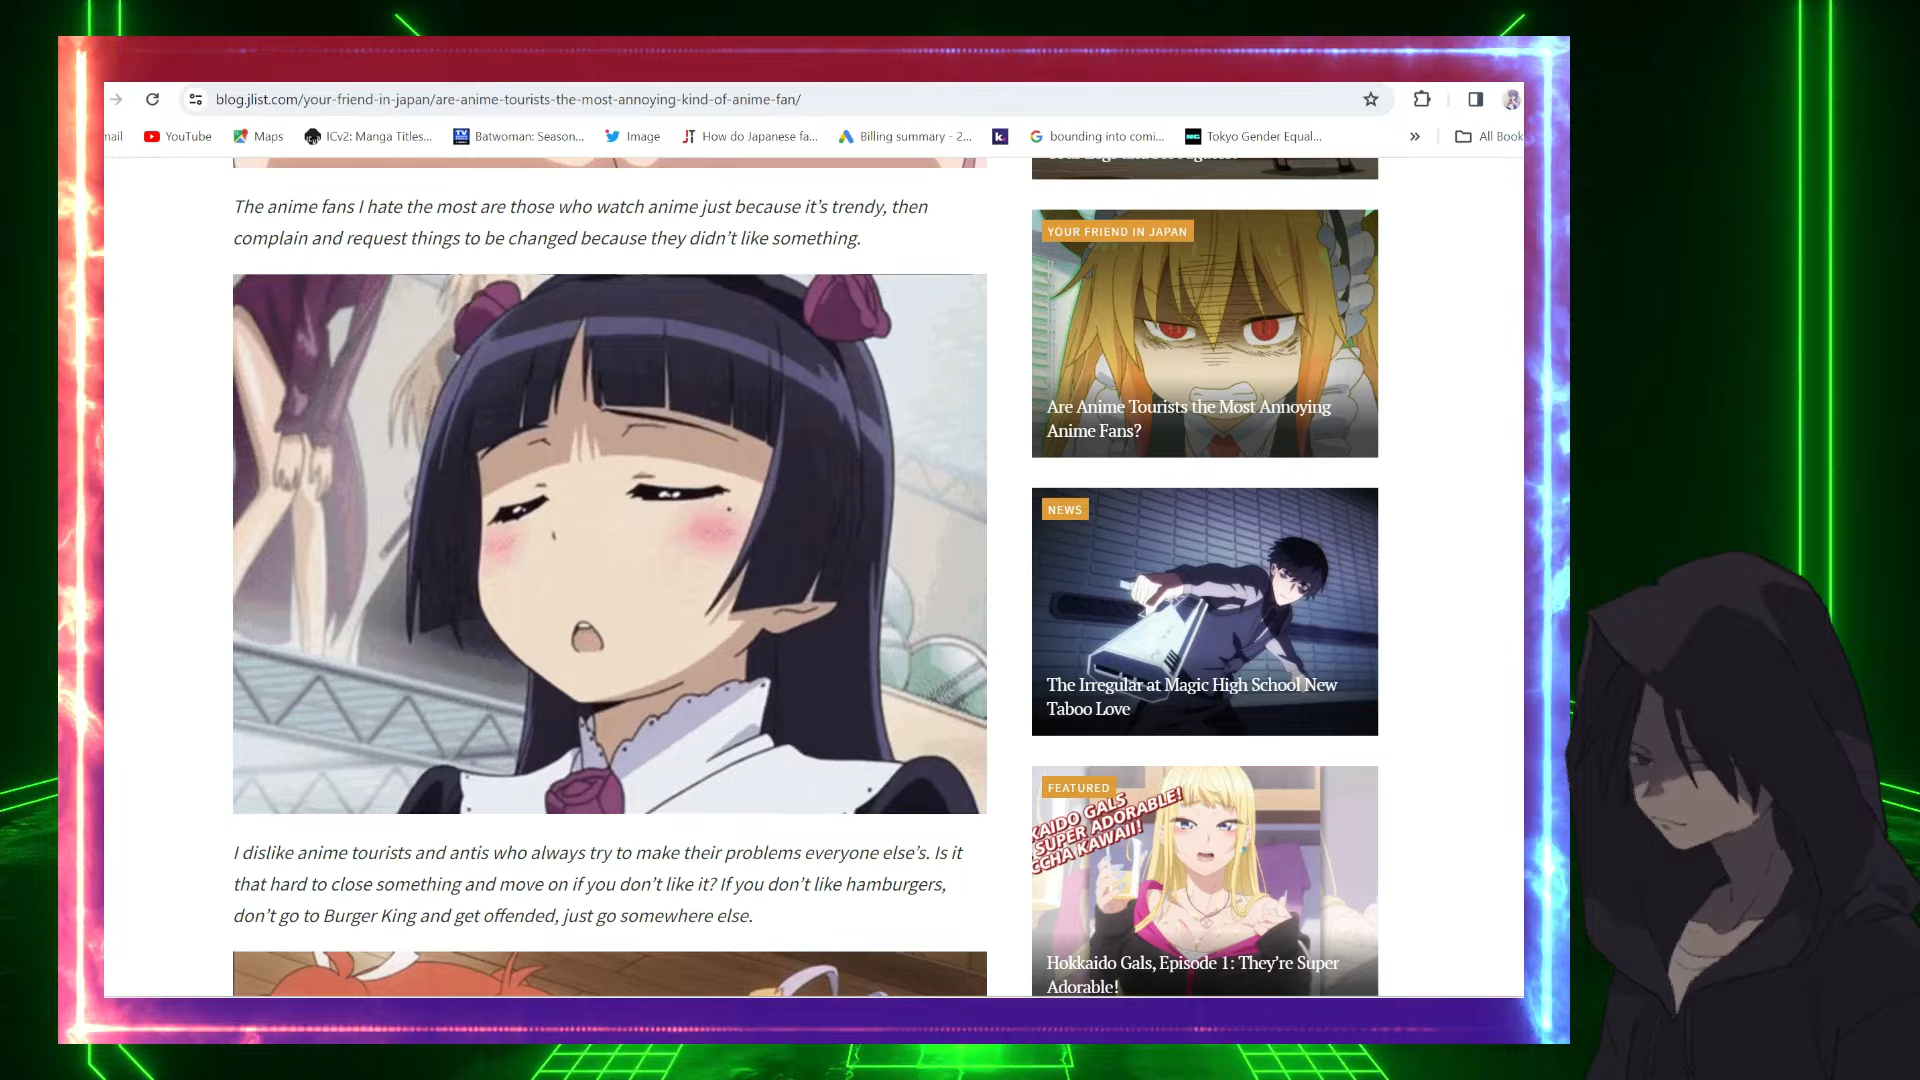 blog.jlist.com/your-friend-in-japan/are-anime-tourists-the-most-annoying-kind-of-anime-fan/
YouTube
Maps
ICv2: Manga Titles...
Batwoman: Season...
Image
How do Japanese fa...
Billing summary - 2...
bounding into comi...
Tokyo Gender Equal...
»
All Book
The anime fans I hate the most are those who watch anime just because it's trendy, then
complain and request things to be changed because they didn't like something.
I dislike anime tourists and antis who always try to make their problems everyone else's. Is it
that hard to close something and move on if you don't like it? If you don't like hamburgers,
don't go to Burger King and get offended, just go somewhere else.
YOUR FRIEND IN JAPAN
Are Anime Tourists the Most Annoying
Anime Fans?
NEWS
The Irregular at Magic High School New
Taboo Love
FEATURED
KAIDO GALS
SUPER ADORABLE!
CCHA KAWAII!
Hokkaido Gals, Episode 1: They're Super
Adorable!